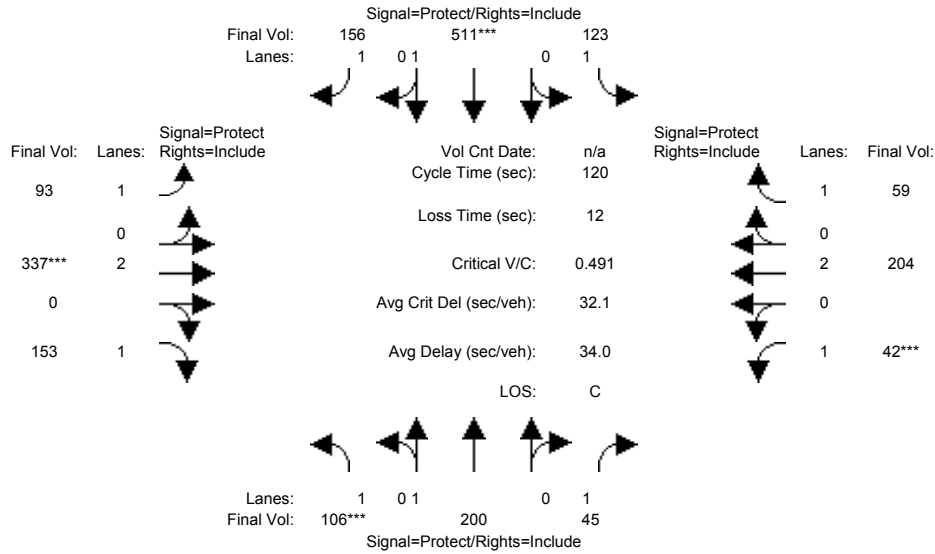 Signal=Protect/Rights=Include
Final Vol: 156 511*** 123
Lanes: 1 0 1 0 1
Signal=Protect Signal=Protect
Final Vol: Lanes: Rights=Include Vol Cnt Date: n/a Rights=Include Lanes: Final Vol:
Cycle Time (sec): 120
93 1 1 59
Loss Time (sec): 12
0 0
337*** 2 Critical V/C: 0.491 2 204
0 Avg Crit Del (sec/veh): 32.1 0
153 1 Avg Delay (sec/veh): 34.0 1 42***
LOS: C
Lanes: 1 0 1 0 1
Final Vol: 106*** 200 45
Signal=Protect/Rights=Include